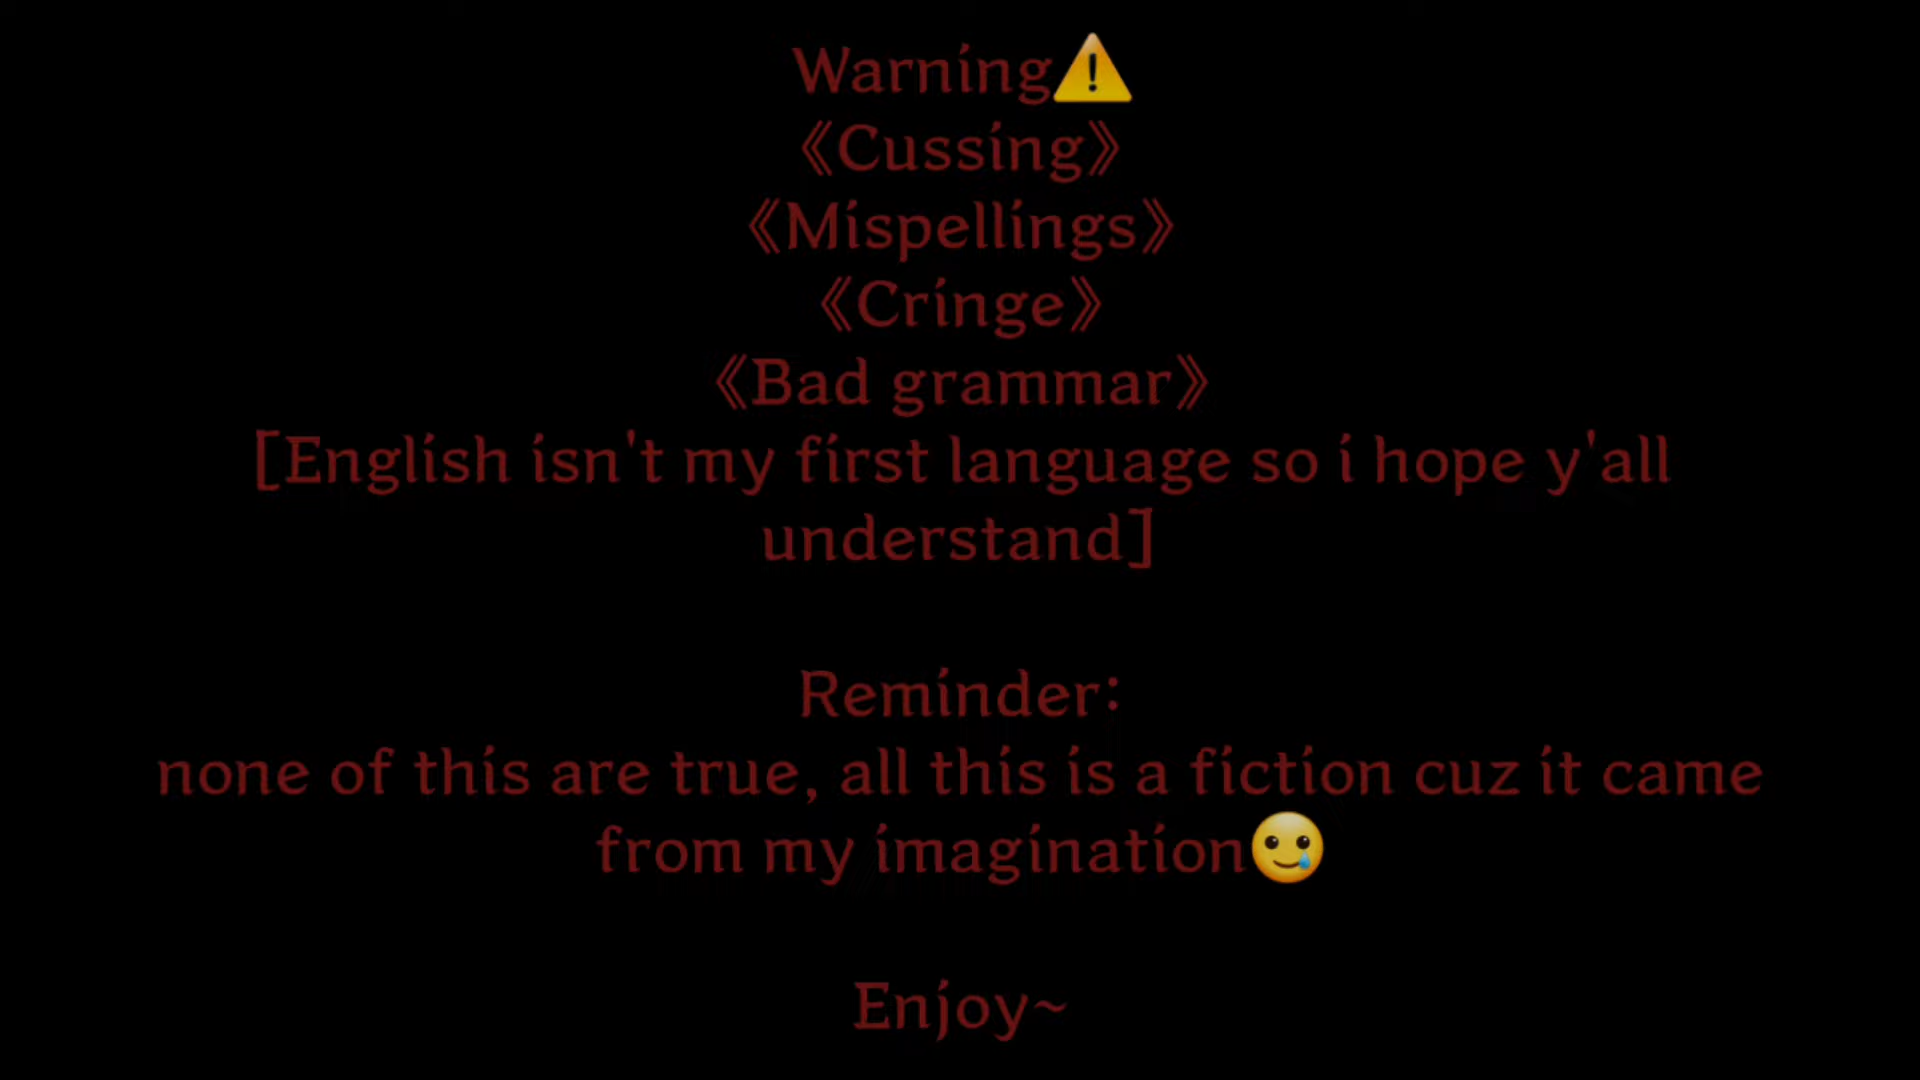 Warning⚠️
《Cussing》
《Mispellings》
《Cringe》
《Bad grammar》
[English isn't my first language so i hope y'all
understand]
Reminder:
none of this are true, all this is a fiction cuz it came
from my imagination🥲
Enjoy~